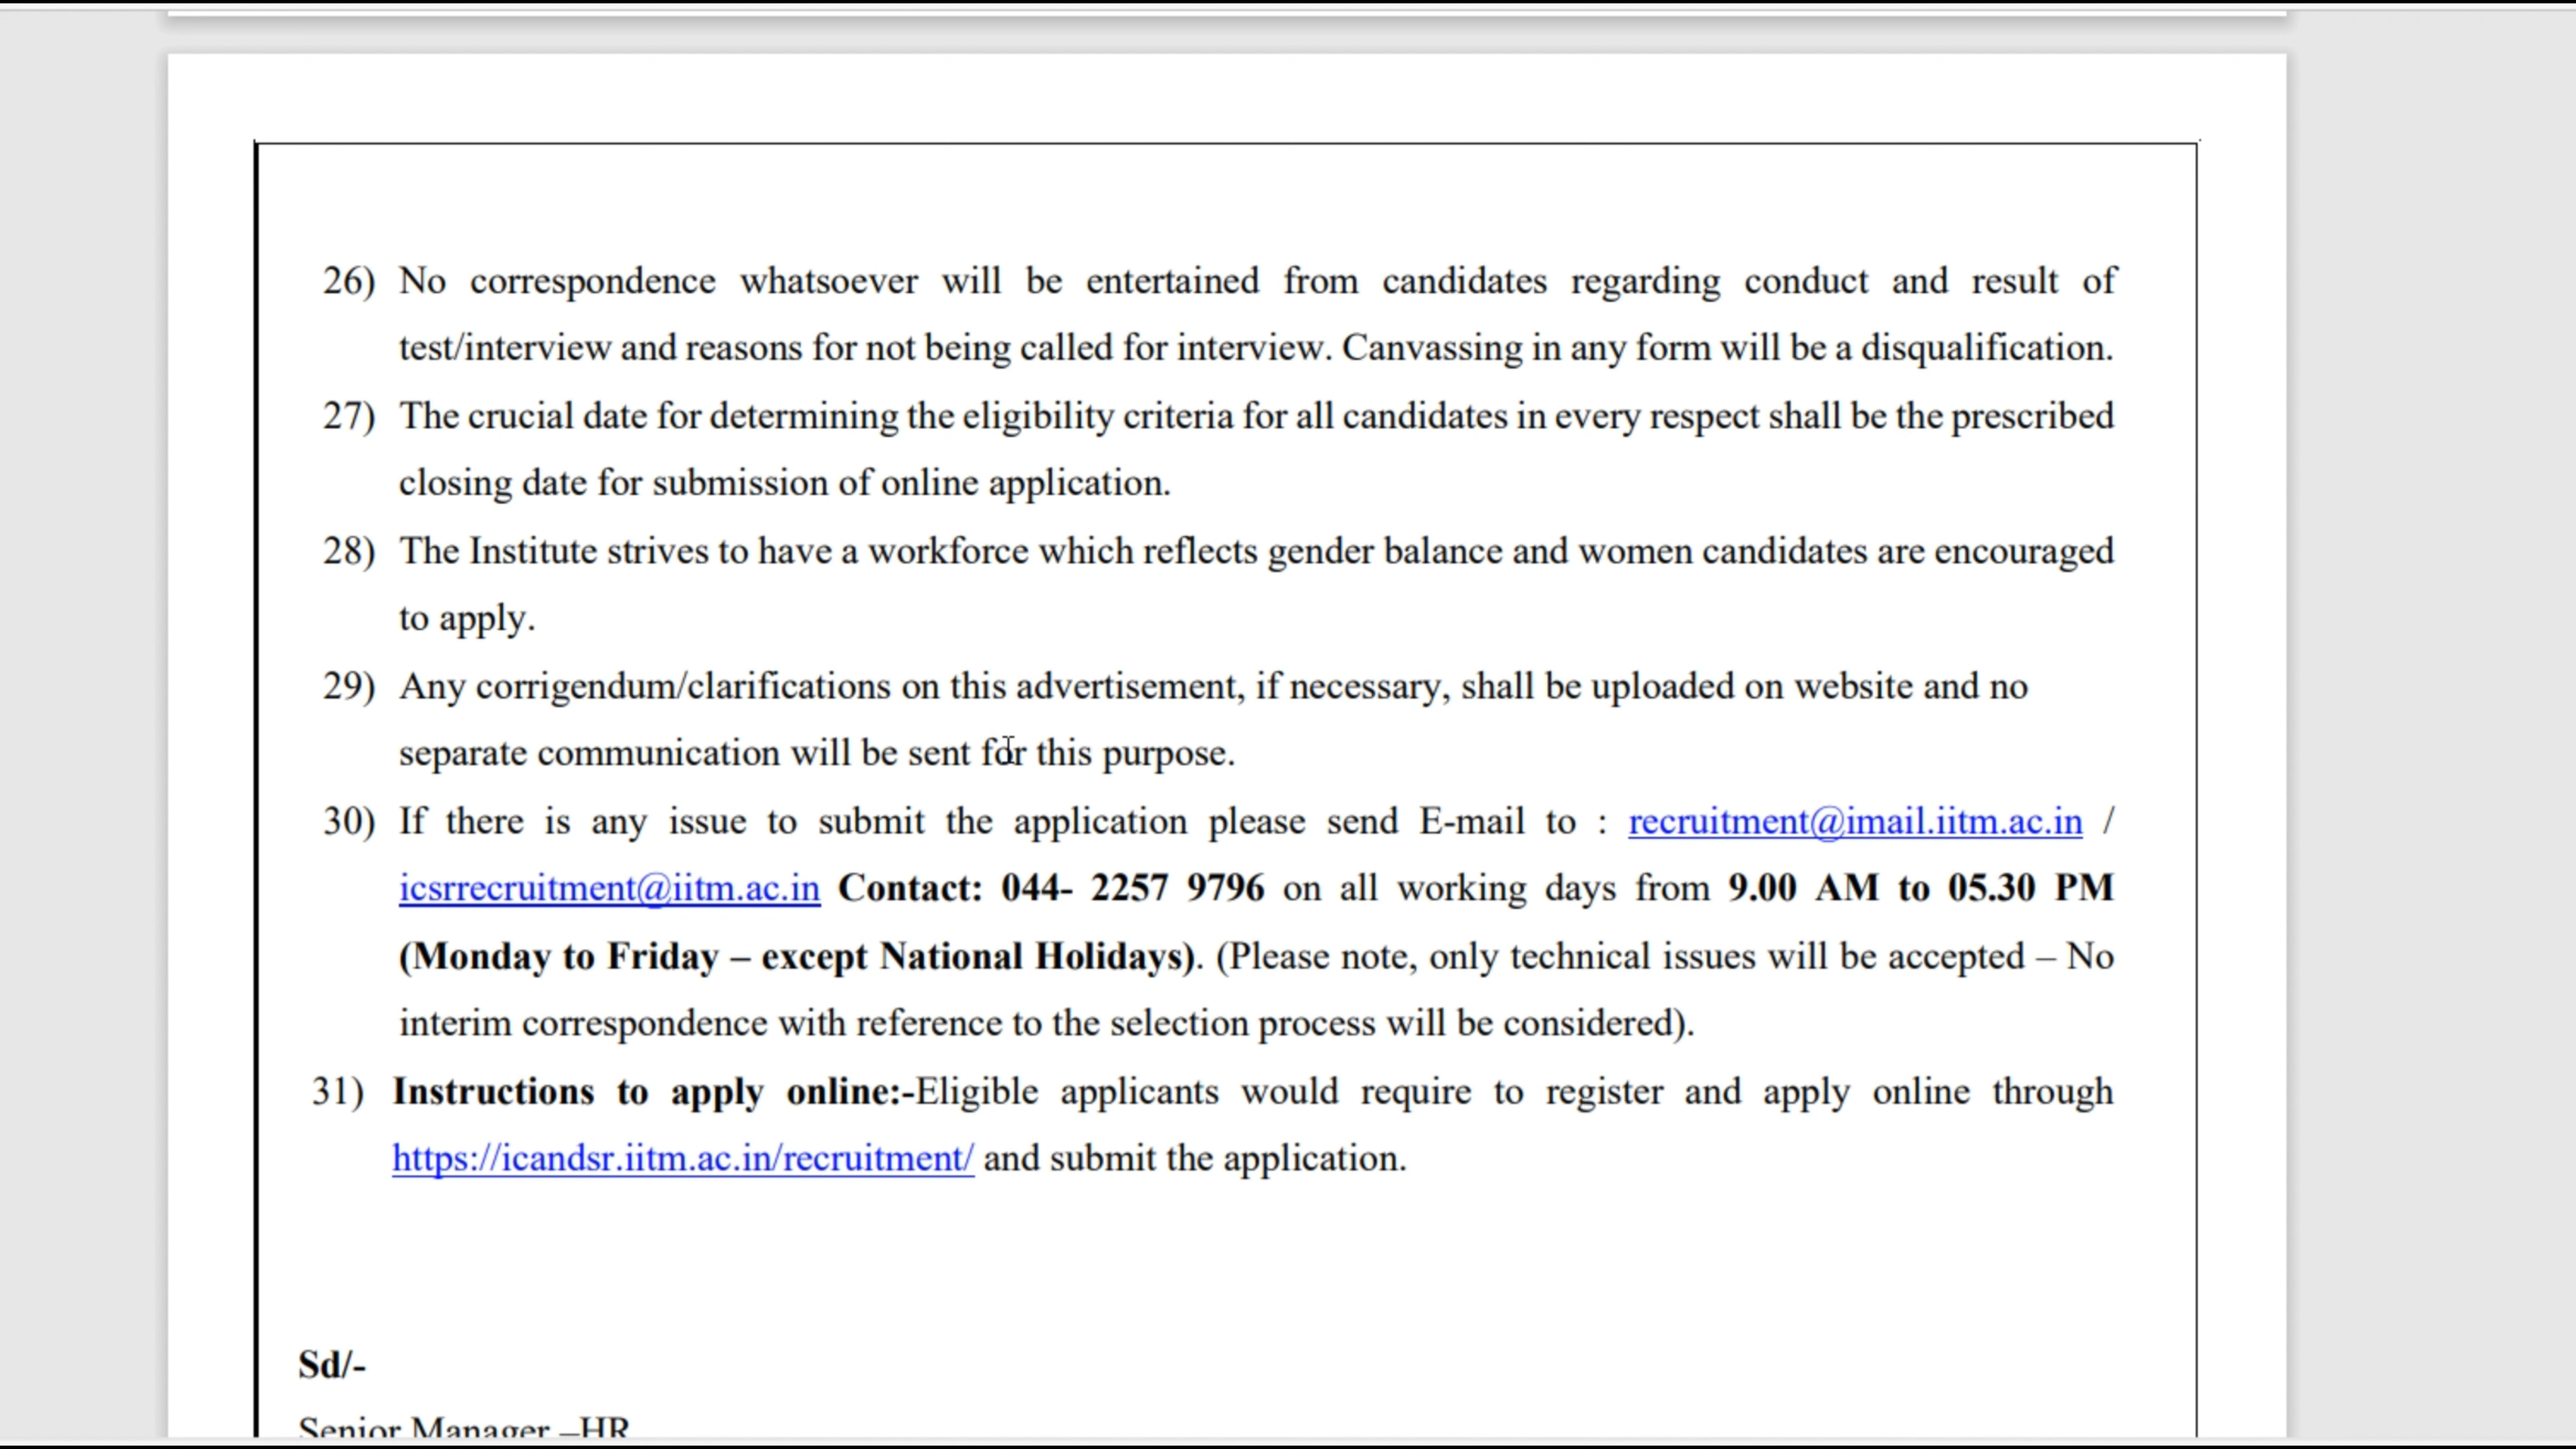 26) No correspondence whatsoever will be entertained from candidates regarding conduct and result of
test/interview and reasons for not being called for interview. Canvassing in any form will be a disqualification.
27) The crucial date for determining the eligibility criteria for all candidates in every respect shall be the prescribed
closing date for submission of online application.
28) The Institute strives to have a workforce which reflects gender balance and women candidates are encouraged
to apply.
29) Any corrigendum/clarifications on this advertisement, if necessary, shall be uploaded on website and no
separate communication will be sent for this purpose.
30) If there is any issue to submit the application please send E-mail to : recruitment@imail.iitm.ac.in /
icsrrecruitment@iitm.ac.in Contact: 044- 2257 9796 on all working days from 9.00 AM to 05.30 PM
(Monday to Friday – except National Holidays). (Please note, only technical issues will be accepted – No
interim correspondence with reference to the selection process will be considered).
31) Instructions to apply online:-Eligible applicants would require to register and apply online through
https://icandsr.iitm.ac.in/recruitment/ and submit the application.
Sd/-
Senior Manager –HR